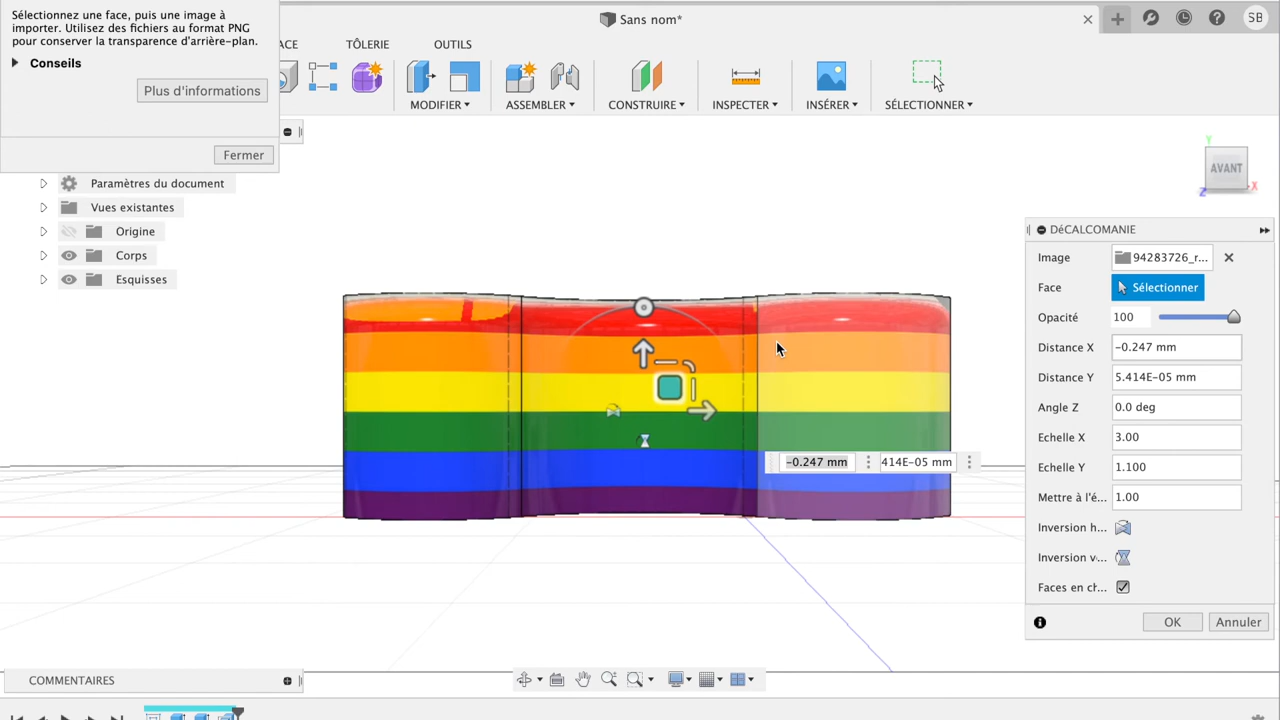 Sélectionnez une face, puis une image à
importer. Utilisez des fichiers au format PNG
pour conserver la transparence d'arrière-plan.
Conseils
Plus d'informations
Fermer
Sans nom*
SB
ACE
TÔLERIE
OUTILS
MODIFIER
ASSEMBLER
CONSTRUIRE
INSPECTER
INSÉRER
SÉLECTIONNER
Paramètres du document
Vues existantes
Origine
Corps
Esquisses
Y
AVANT
Z
X
DéCALCOMANIE
Image 94283726_r...
Face Sélectionner
Opacité 100
Distance X -0.247 mm
Distance Y 5.414E-05 mm
Angle Z 0.0 deg
Echelle X 3.00
Echelle Y 1.100
Mettre à l'é... 1.00
Inversion h...
Inversion v...
Faces en ch...
OK Annuler
-0.247 mm
414E-05 mm
COMMENTAIRES